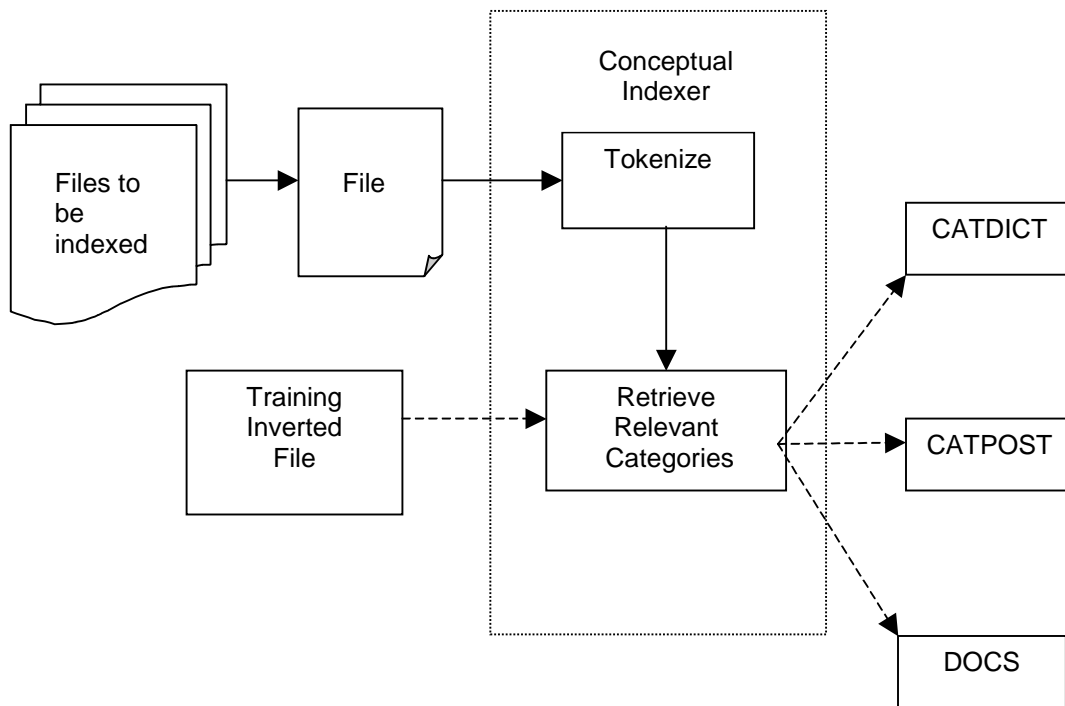 Conceptual
Indexer
Files to
be
indexed
File
Tokenize
CATDICT
Training
Inverted
File
Retrieve
Relevant
Categories
CATPOST
DOCS